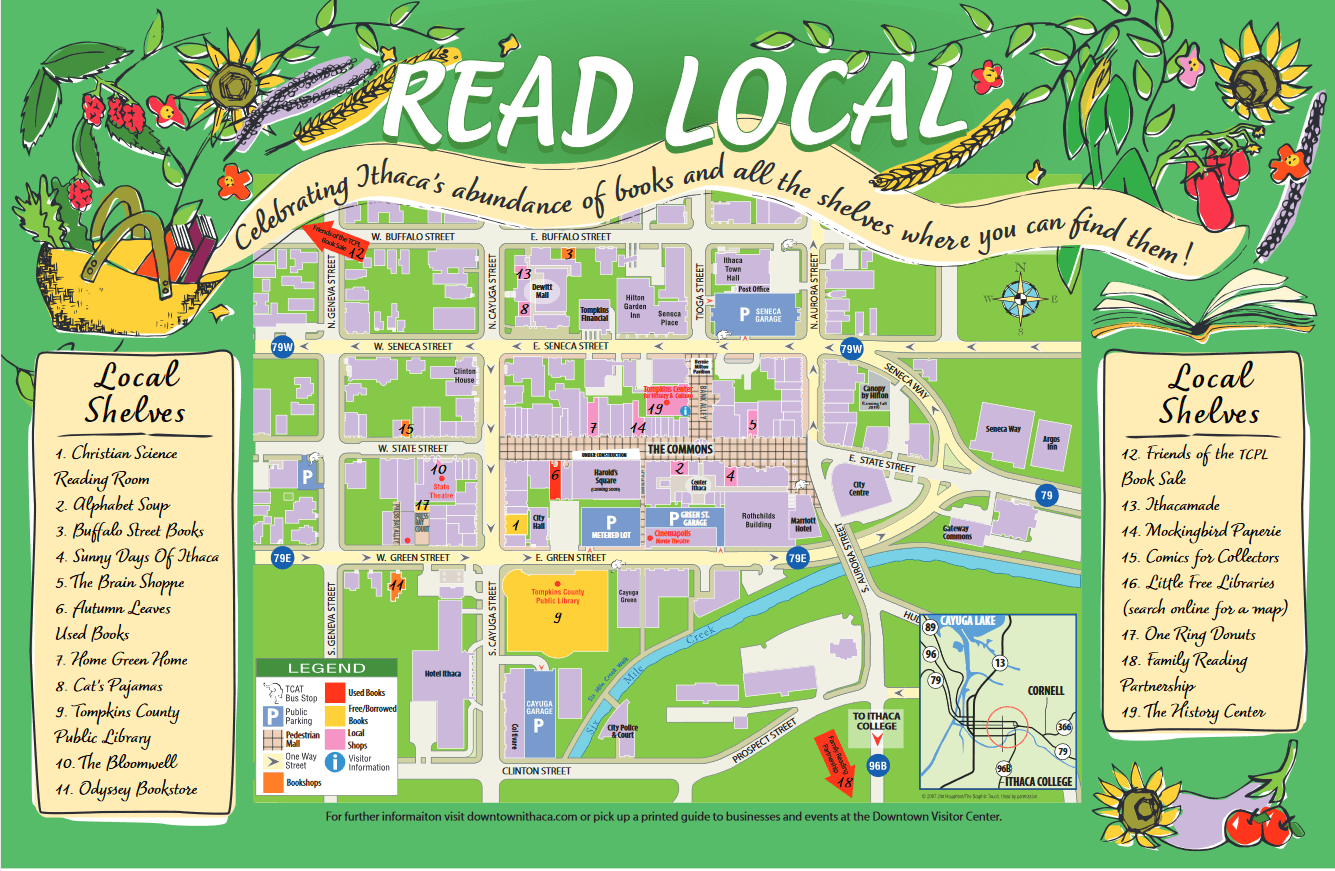 READ LOCAL
Celebrating Ithaca's abundance of books and all the shelves where you can find them!
Local
Shelves
1. Christian Science
Reading Room
2. Alphabet Soup
3. Buffalo Street Books
4. Sunny Days Of Ithaca
5. The Brain Shoppe
6. Autumn Leaves
Used Books
7. Home Green Home
8. Cat's Pajamas
9. Tompkins County
Public Library
10. The Bloomwell
11. Odyssey Bookstore
Friends of the TCPL
Book Sale
12
W. BUFFALO STREET
E. BUFFALO STREET
N. GENEVA STREET
N. CAYUGA STREET
TIOGA STREET
N. AURORA STREET
3
13
Dewitt
Mall
8
Tompkins
Financial
Hilton
Garden
Inn
Seneca
Place
Ithaca
Town
Hall
Post Office
P SENECA
GARAGE
N
W
E
S
79W
W. SENECA STREET
E. SENECA STREET
79W
SENECA WAY
Clinton
House
Bernie
Milton
Pavilion
BANK ALLEY
Tompkins Center
for History & Culture
19
i
7
14
5
15
Canopy
by Hilton
Seneca Way
Argos
Inn
W. STATE STREET
THE COMMONS
UNDER CONSTRUCTION
E. STATE STREET
P
10
State
Theatre
17
PRESS BAY
COURT
6
Harold's
Square
(coming soon)
2
Center
Ithaca
4
City
Centre
79
1
City
Hall
P
METERED LOT
P GREEN ST.
GARAGE
Cinemapolis
Movie Theatre
Rothchilds
Building
Marriott
Hotel
Gateway
Commons
79E
W. GREEN STREET
E. GREEN STREET
79E
S. AURORA STREET
S. GENEVA STREET
S. CAYUGA STREET
11
Tompkins County
Public Library
9
Cayuga
Green
Six Mile Creek
Six Mile Creek Walk
Hotel Ithaca
CAYUGA
GARAGE
P
City Police
& Court
PROSPECT STREET
CLINTON STREET
TO ITHACA
COLLEGE
96B
Family Reading
Partnership
18
LEGEND
TCAT
Bus Stop
P
Public
Parking
Pedestrian
Mall
One Way
Street
Bookshops
Used Books
Free/Borrowed
Books
Local
Shops
i
Visitor
Information
CAYUGA LAKE
89
96
79
13
CORNELL
366
79
96B
ITHACA COLLEGE
Local
Shelves
12. Friends of the TCPL
Book Sale
13. Ithacamade
14. Mockingbird Paperie
15. Comics for Collectors
16. Little Free Libraries
(search online for a map)
17. One Ring Donuts
18. Family Reading
Partnership
19. The History Center
For further informaiton visit downtownithaca.com or pick up a printed guide to businesses and events at the Downtown Visitor Center.